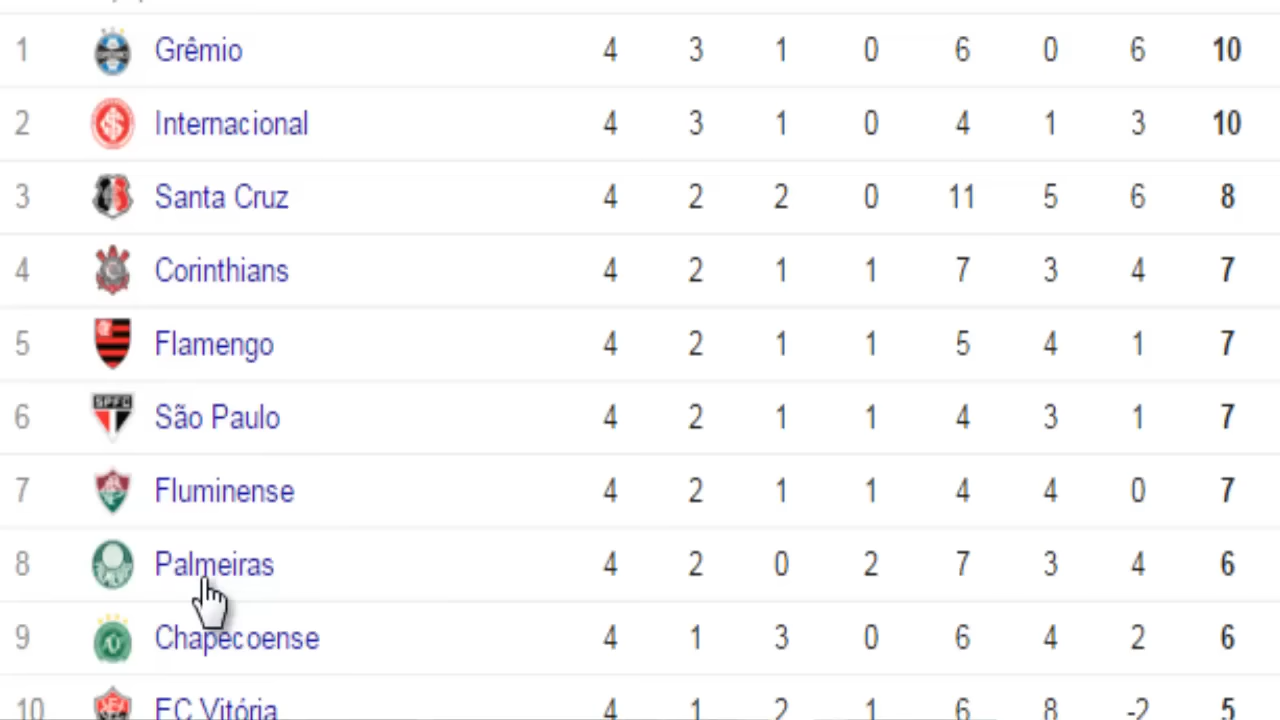 1 Grêmio 4 3 1 0 6 0 6 10
2 Internacional 4 3 1 0 4 1 3 10
3 Santa Cruz 4 2 2 0 11 5 6 8
4 Corinthians 4 2 1 1 7 3 4 7
5 Flamengo 4 2 1 1 5 4 1 7
SPFC
6 São Paulo 4 2 1 1 4 3 1 7
7 Fluminense 4 2 1 1 4 4 0 7
8 Palmeiras 4 2 0 2 7 3 4 6
9 Chapecoense 4 1 3 0 6 4 2 6
10 EC Vitória 4 1 2 1 6 8 -2 5